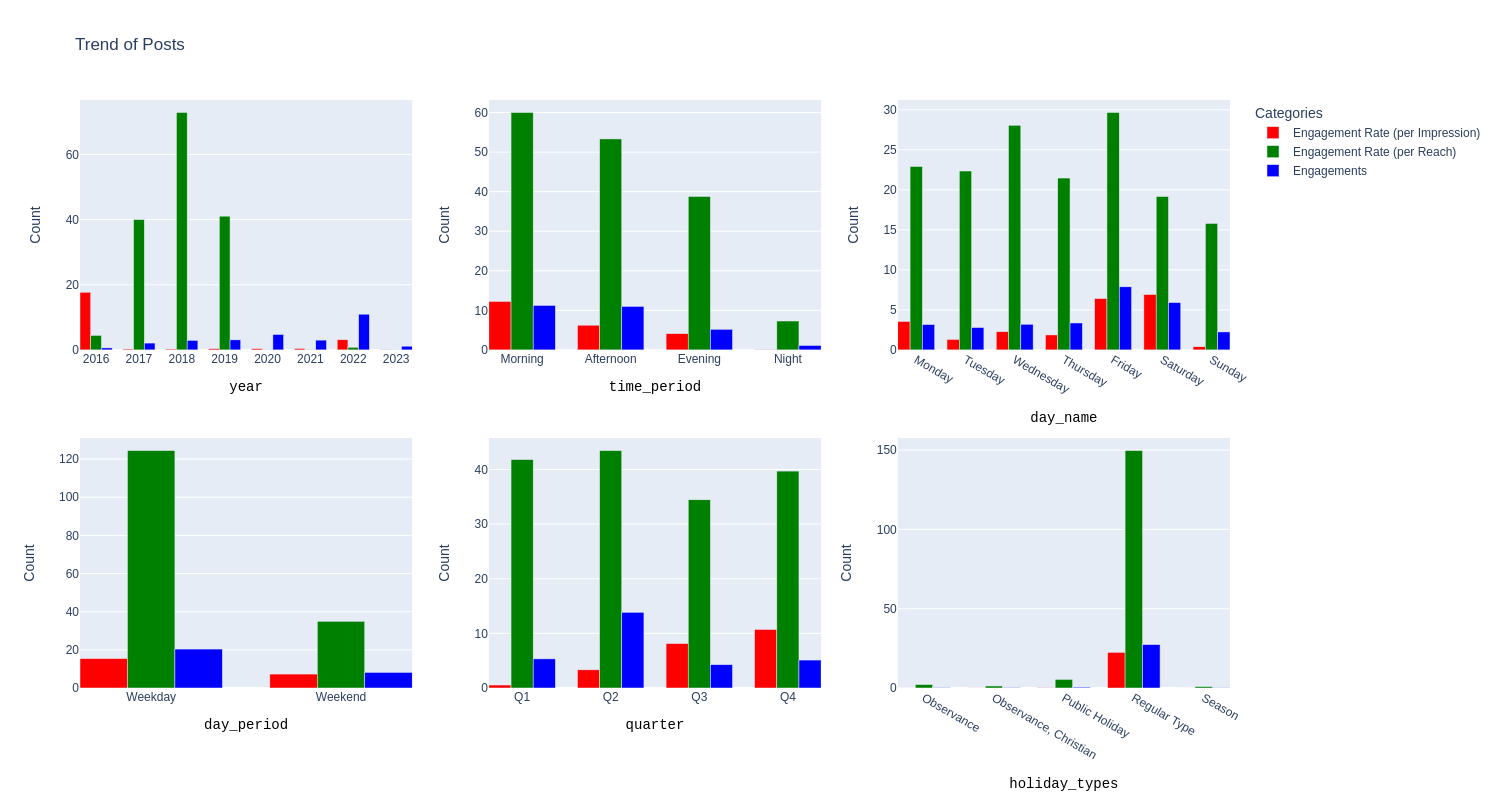 Trend of Posts
Count
60
40
20
0
2016 2017 2018 2019 2020 2021 2022 2023
year
Count
60
50
40
30
20
10
0
Morning Afternoon Evening Night
time_period
Count
30
25
20
15
10
5
0
Monday Tuesday Wednesday Thursday Friday Saturday Sunday
day_name
Categories
Engagement Rate (per Impression)
Engagement Rate (per Reach)
Engagements
Count
120
100
80
60
40
20
0
Weekday Weekend
day_period
Count
40
30
20
10
0
Q1 Q2 Q3 Q4
quarter
Count
150
100
50
0
Observance Observance, Christian Public Holiday Regular Type Season
holiday_types